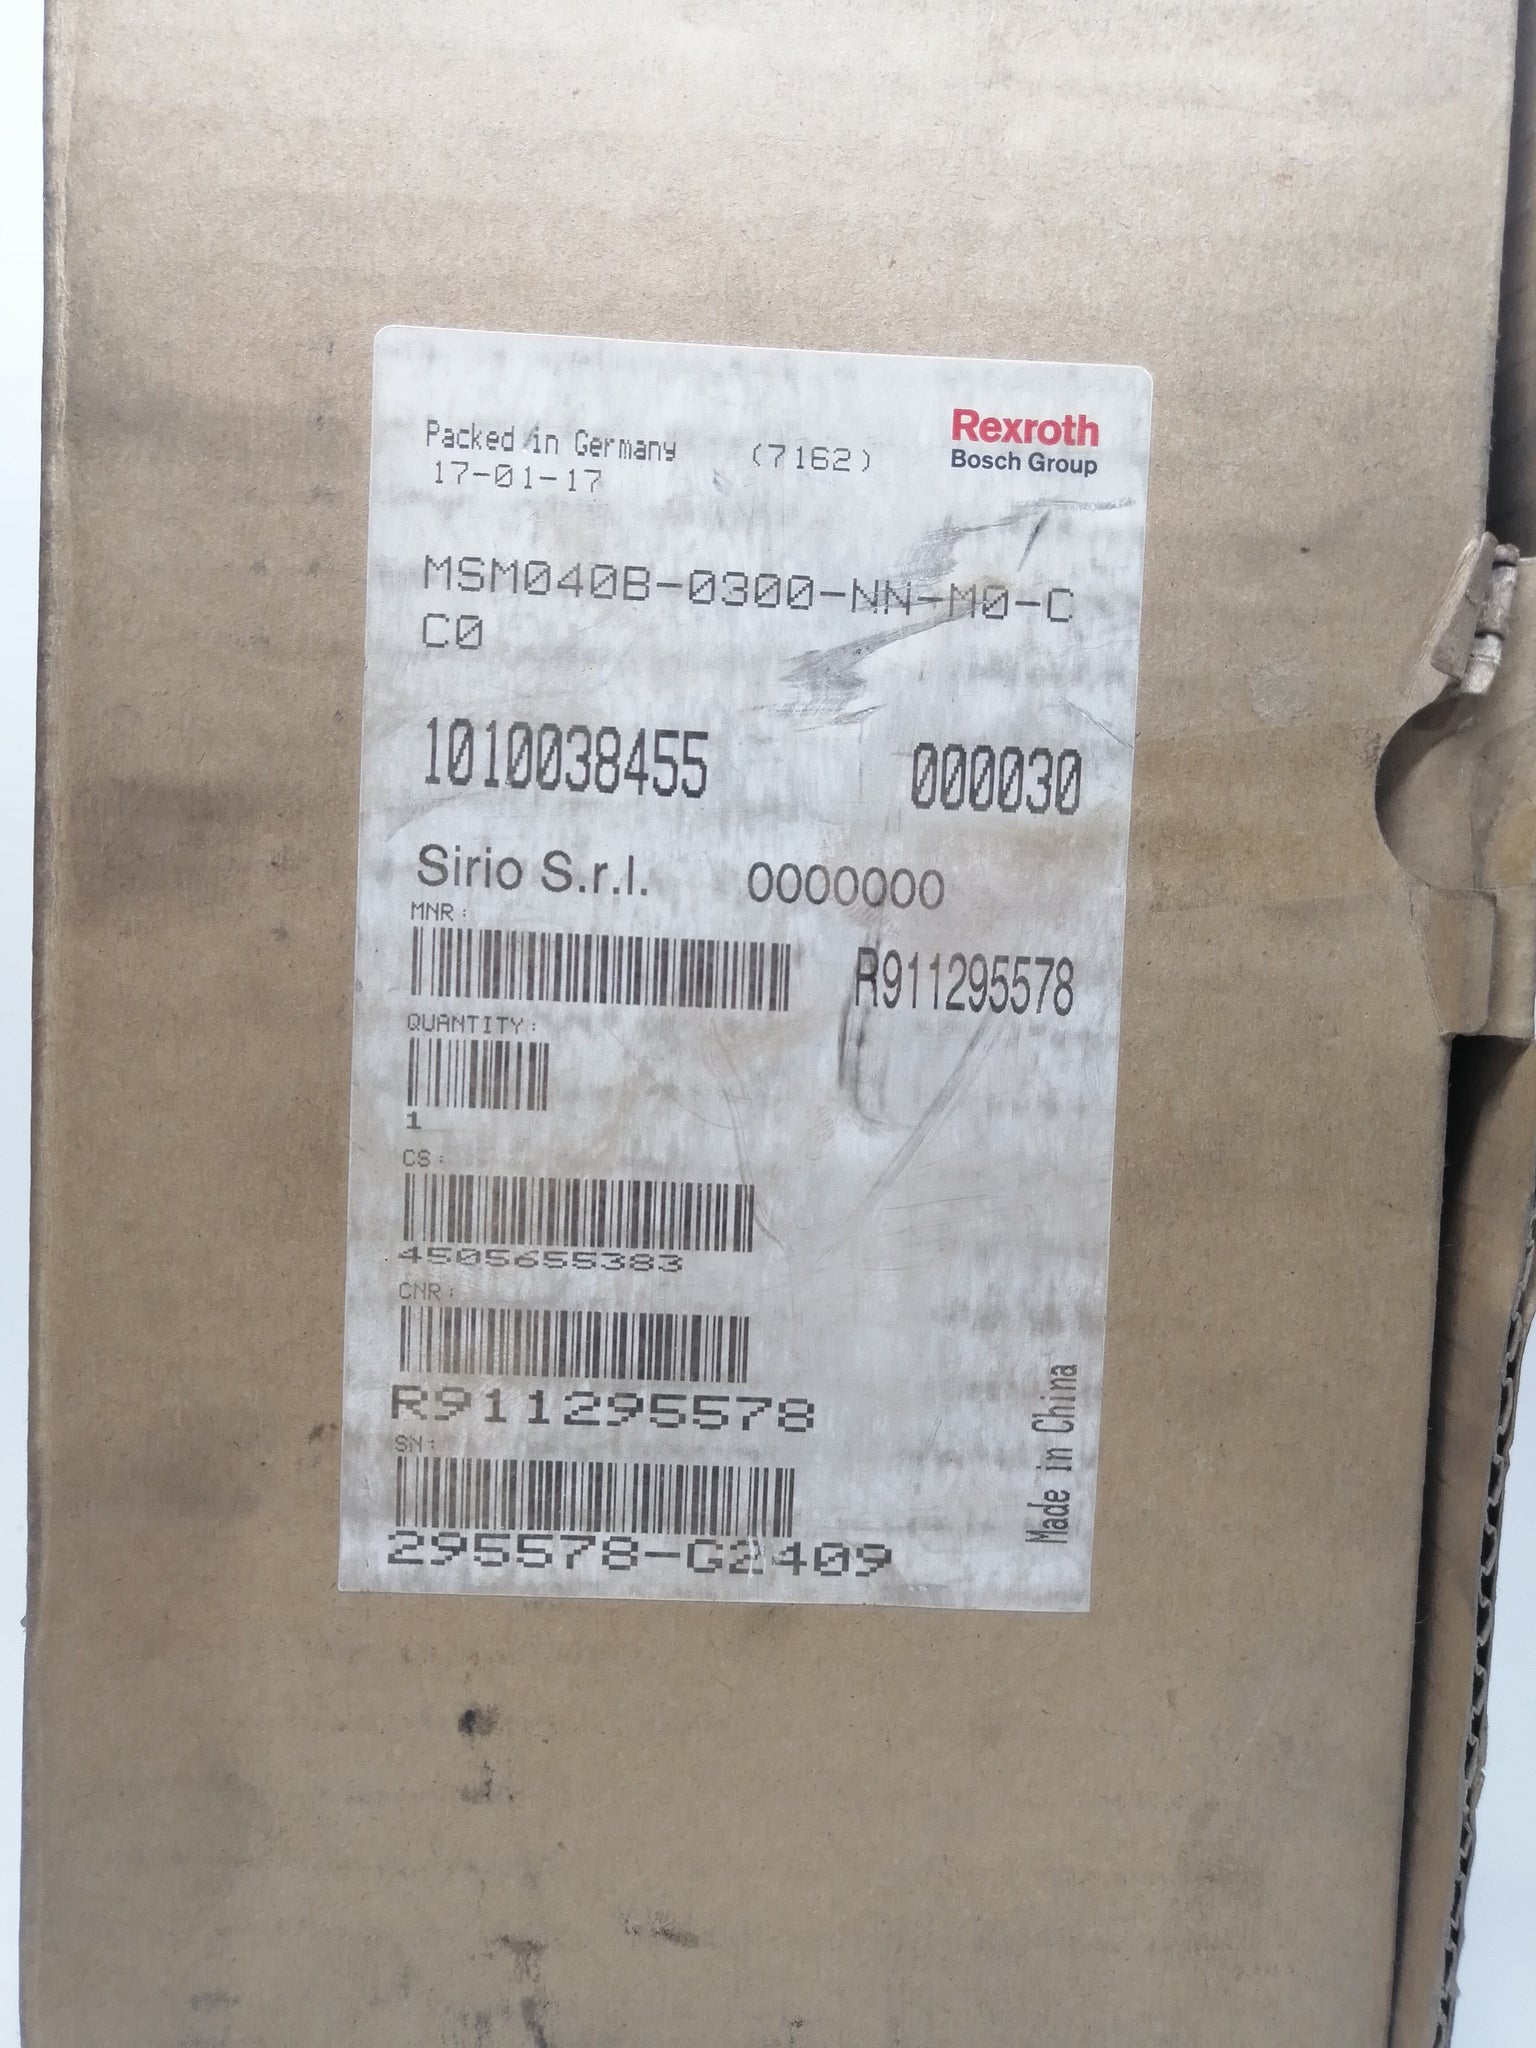 Packed in Germany (7162) Rexroth
17-01-17 Bosch Group
MSM040B-0300-NN-M0-C
C0
1010038455 000030
Sirio S.r.l. 0000000
MNR:
R911295578
QUANTITY:
1
CS:
4505655383
CNR:
R911295578
SN:
295578-G2409
Made in China